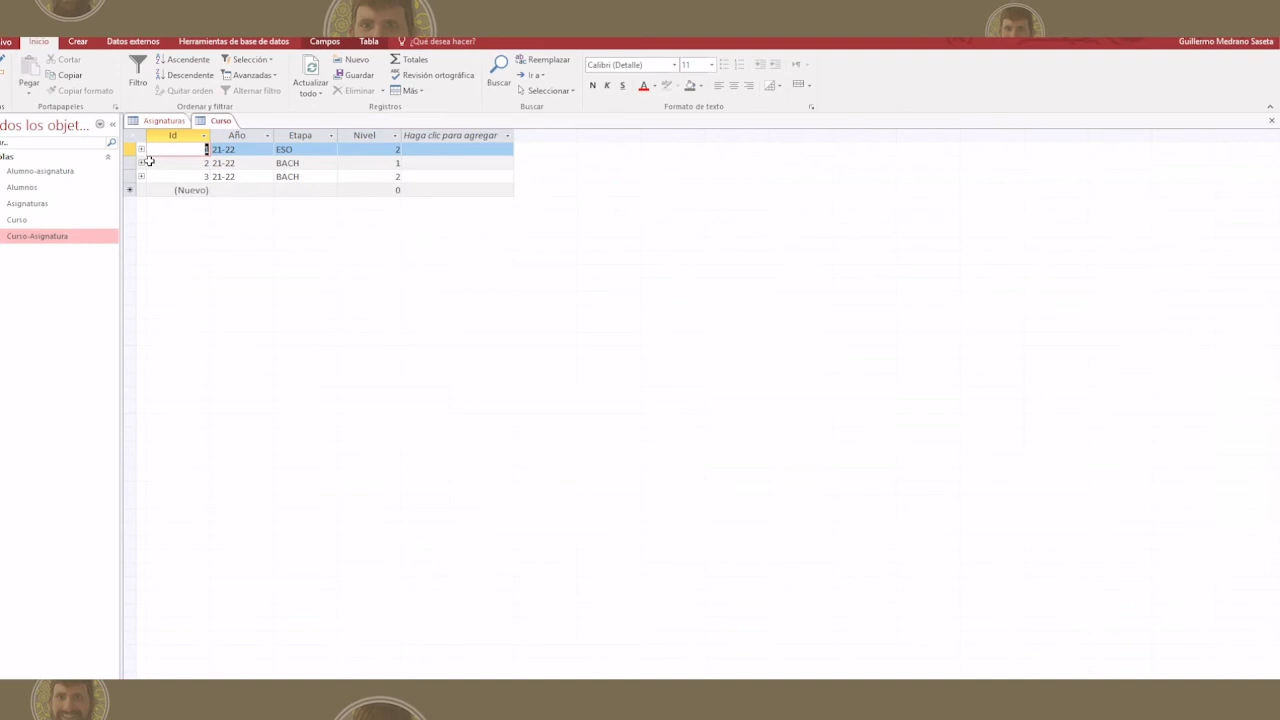 ivo Inicio Crear Datos externos Herramientas de base de datos Campos Tabla ¿Qué desea hacer? Guillermo Medrano Saseta
Cortar Ascendente Selección Nuevo Totales Reemplazar Calibri (Detalle) 11
Pegar Copiar Filtro Descendente Avanzadas Actualizar todo Guardar Revisión ortográfica Buscar Ir a
Copiar formato Quitar orden Alternar filtro Eliminar Más Seleccionar N K S A
Portapapeles Ordenar y filtrar Registros Buscar Formato de texto
dos los objet... Asignaturas Curso
Id Año Etapa Nivel Haga clic para agregar
r...
1 21-22 ESO 2
blas
2 21-22 BACH 1
Alumno-asignatura
3 21-22 BACH 2
Alumnos
(Nuevo) 0
Asignaturas
Curso
Curso-Asignatura